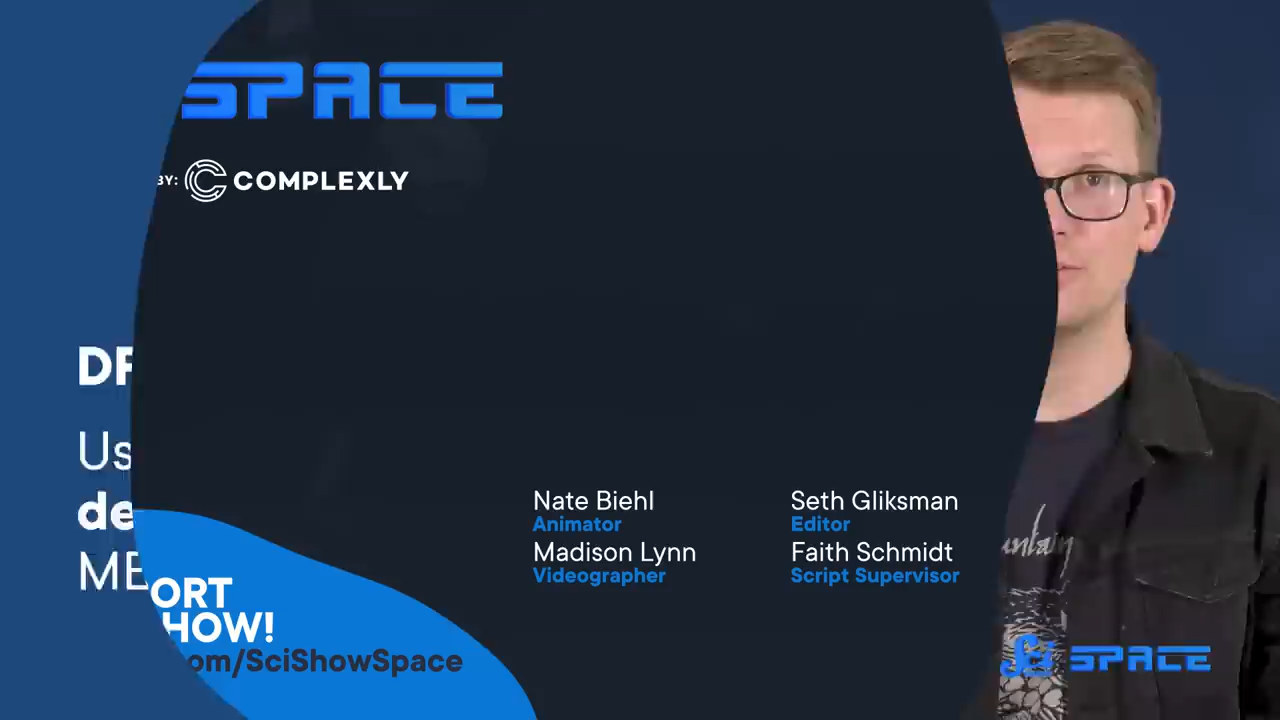 SPACE
BY: COMPLEXLY
DF
Us
de
ME
Nate Biehl
Animator
Seth Gliksman
Editor
Madison Lynn
Videographer
Faith Schmidt
Script Supervisor
ORT
HOW!
om/SciShowSpace
SPACE